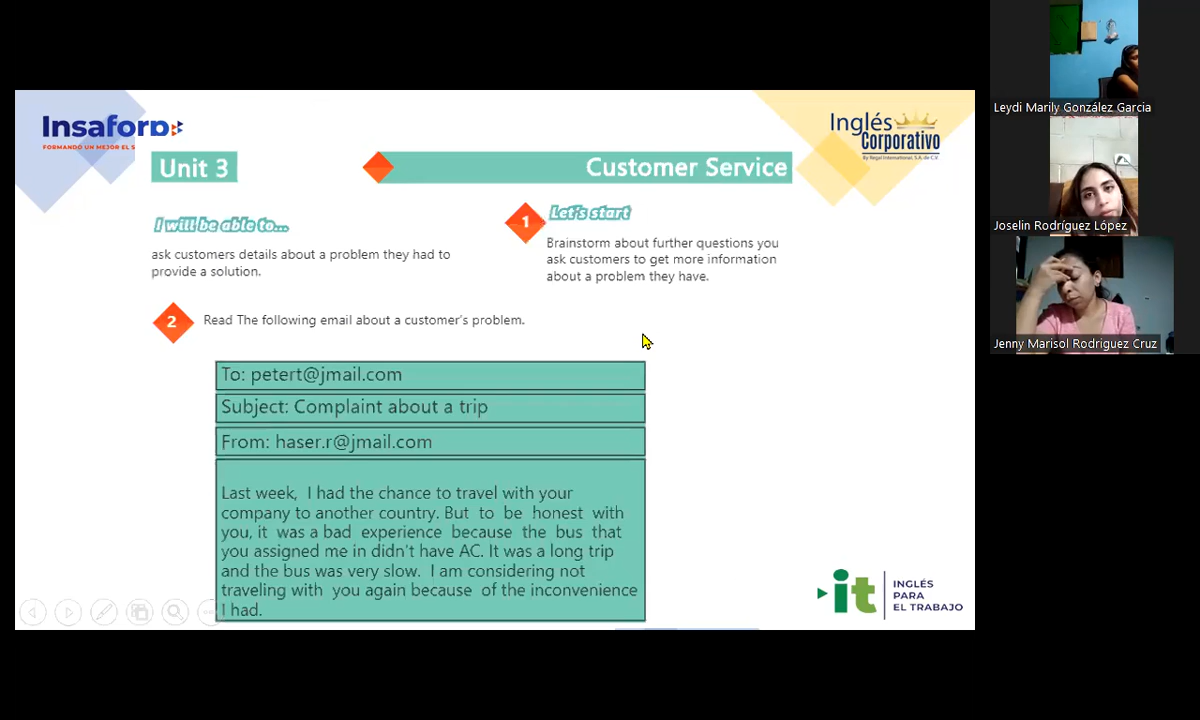 Insaforp
Unit 3
Customer Service
Inglés
Corporativo
By Regal International, S.A. de C.V.
I will be able to...
ask customers details about a problem they had to
provide a solution.
1
Let's start
Brainstorm about further questions you
ask customers to get more information
about a problem they have.
2
Read The following email about a customer's problem.
To: petert@jmail.com
Subject: Complaint about a trip
From: haser.r@jmail.com
Last week, I had the chance to travel with your
company to another country. But to be honest with
you, it was a bad experience because the bus that
you assigned me in didn't have AC. It was a long trip
and the bus was very slow. I am considering not
traveling with you again because of the inconvenience
I had.
it
INGLÉS
PARA
EL TRABAJO
Leydi Marily González Garcia
Joselin Rodríguez López
Jenny Marisol Rodriguez Cruz